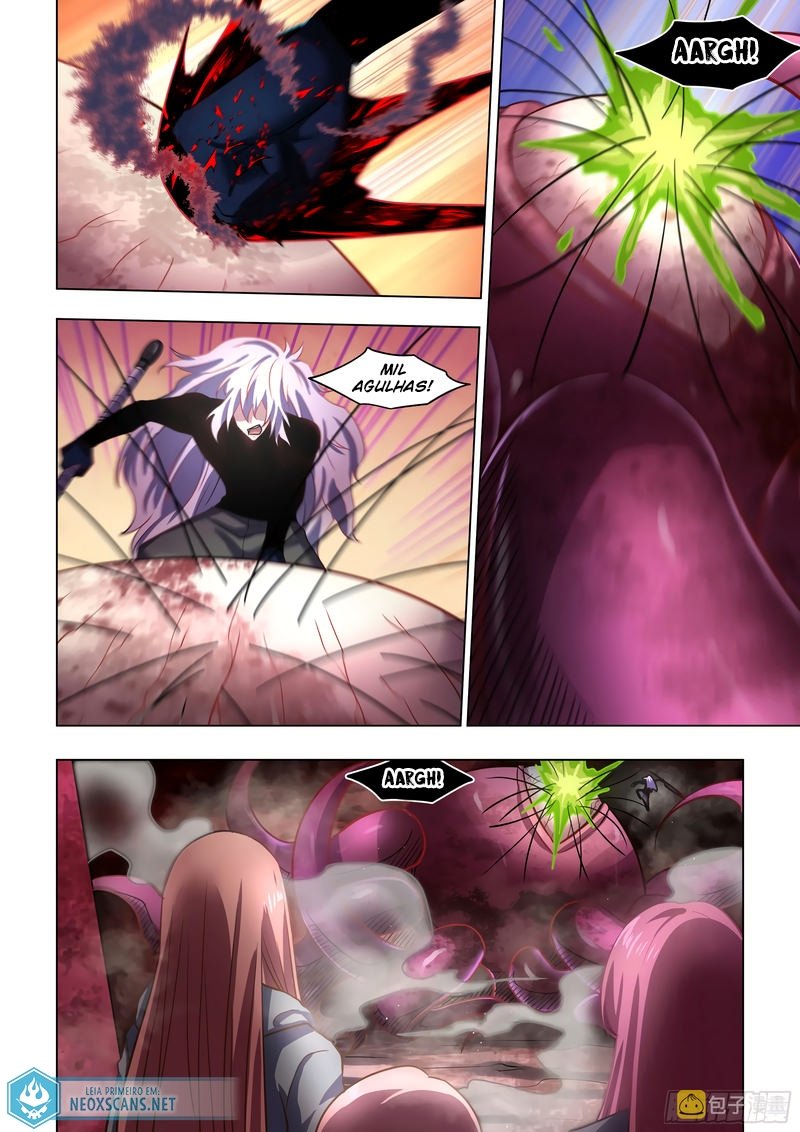 AARGH!
MIL
AGULHAS!
AARGH!
LEIA PRIMEIRO EM:
NEOXSCANS.NET
包子漫畫